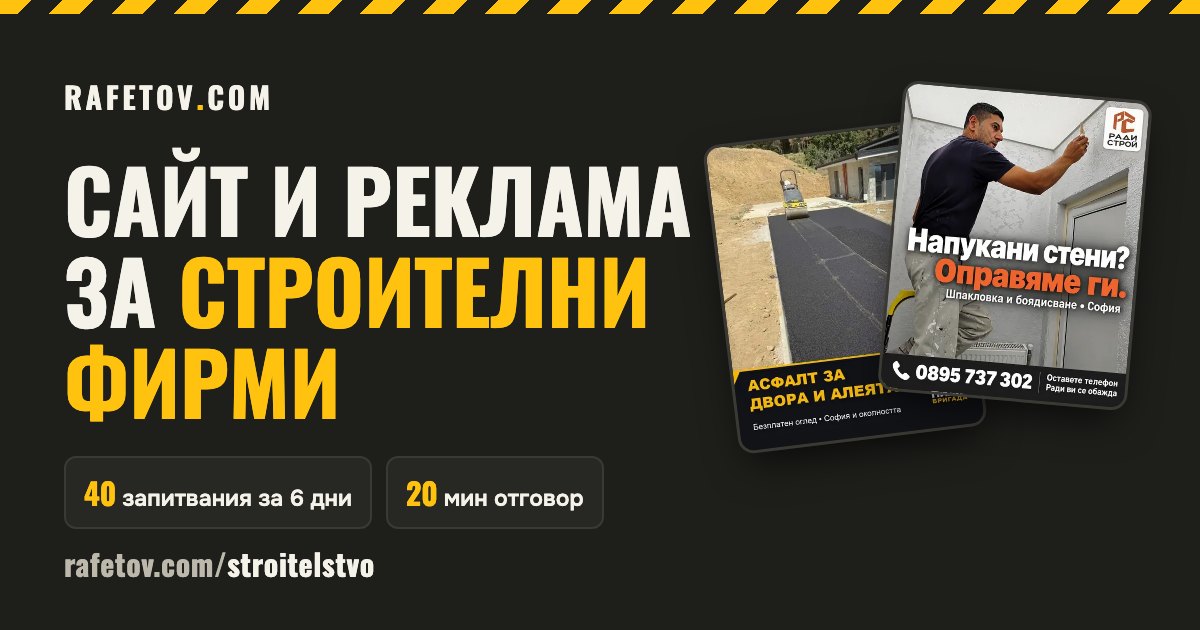 RAFETOV.COM
САЙТ И РЕКЛАМА
ЗА СТРОИТЕЛНИ
ФИРМИ
40 запитвания за 6 дни
20 мин отговор
rafetov.com/stroitelstvo
АСФАЛТ ЗА
ДВОРА И АЛЕЯТА
Безплатен оглед • София и околността
БРИГАДА
РАДИ
СТРОЙ
Напукани стени?
Оправяме ги.
Шпакловка и боядисване • София
0895 737 302
Оставете телефон
Ради ви се обажда